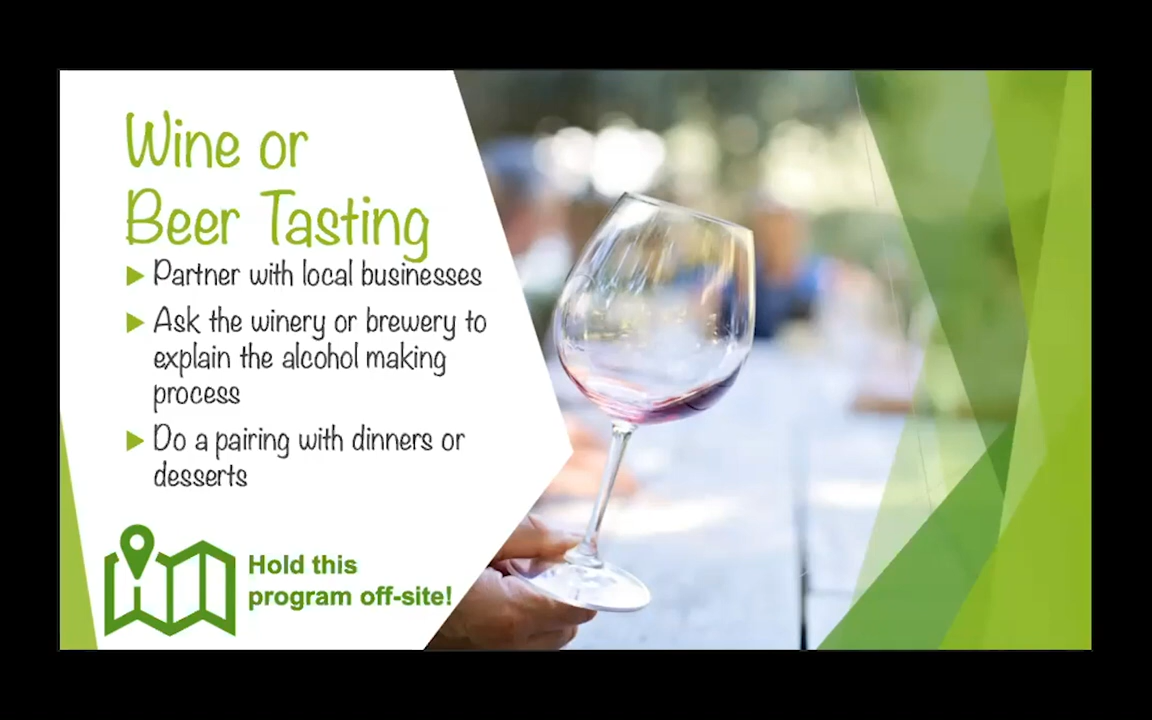 Wine or
Beer Tasting
Partner with local businesses
Ask the winery or brewery to
explain the alcohol making
process
Do a pairing with dinners or
desserts
Hold this
program off-site!